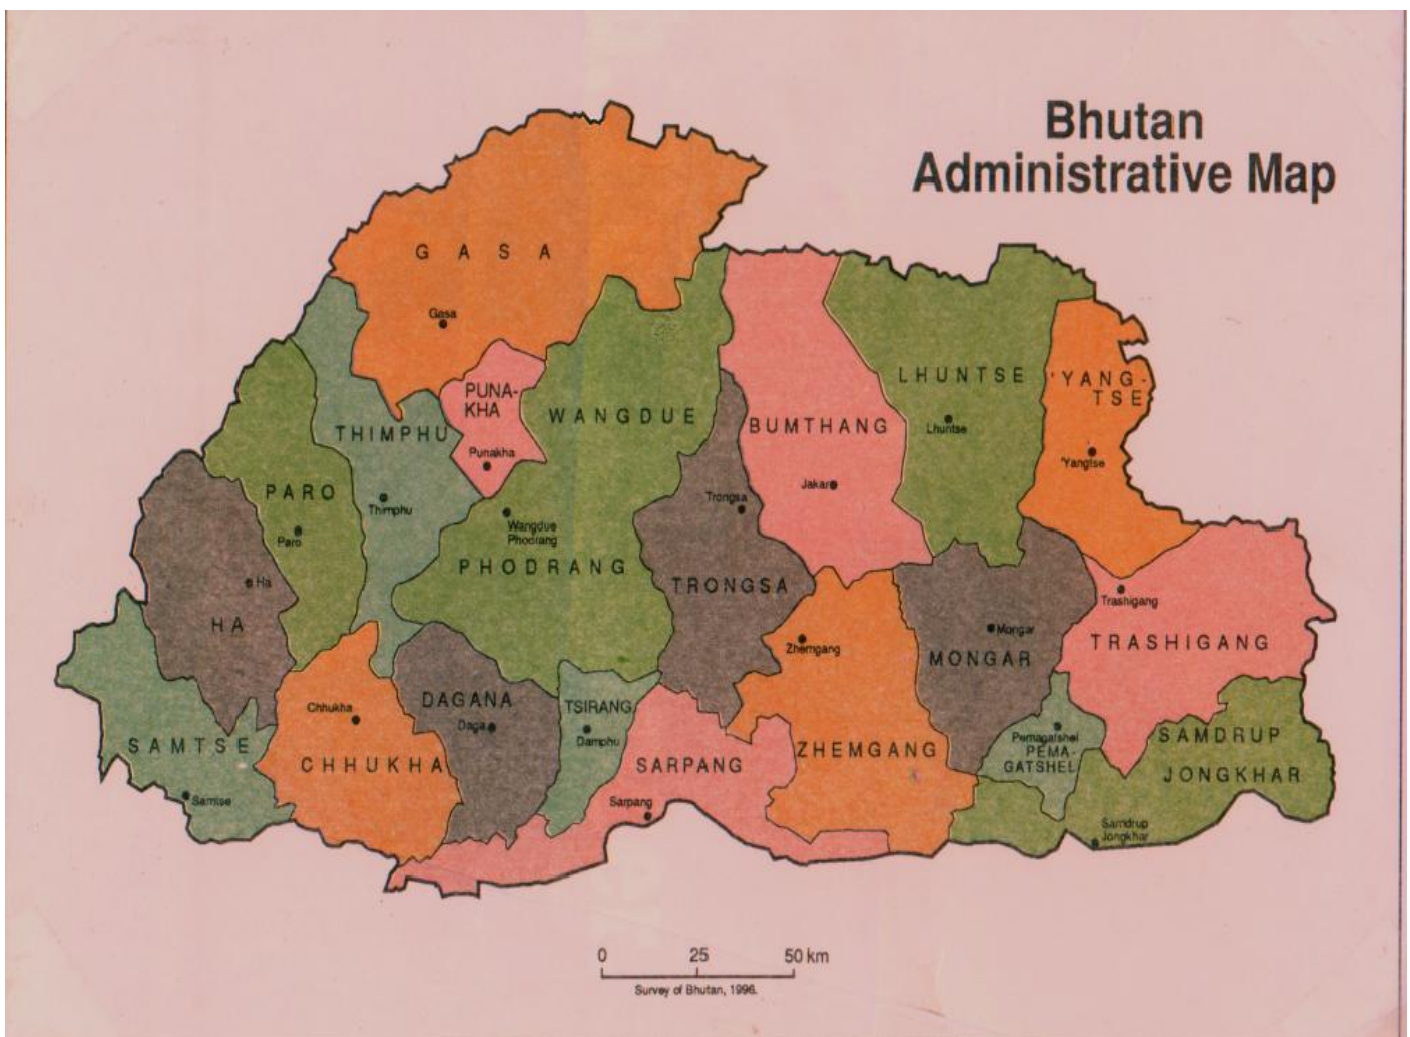 Bhutan
Administrative Map
GASA
Gasa
PUNA-
KHA
Punakha
THIMPHU
Thimphu
WANGDUE
PHODRANG
Wangdue
Phodrang
BUMTHANG
Jakar
LHUNTSE
Lhuntse
'YANG-
TSE
'Yangtse
PARO
Paro
HA
Ha
TRONGSA
Trongsa
Zhemgang
ZHEMGANG
Mongar
MONGAR
Trashigang
TRASHIGANG
SAMTSE
Samtse
Chhukha
CHHUKHA
DAGANA
Daga
TSIRANG
Damphu
SARPANG
Sarpang
Pemagatshel
PEMA-
GATSHEL
SAMDRUP
JONGKHAR
Samdrup
Jongkhar
0 25 50 km
Survey of Bhutan, 1996.